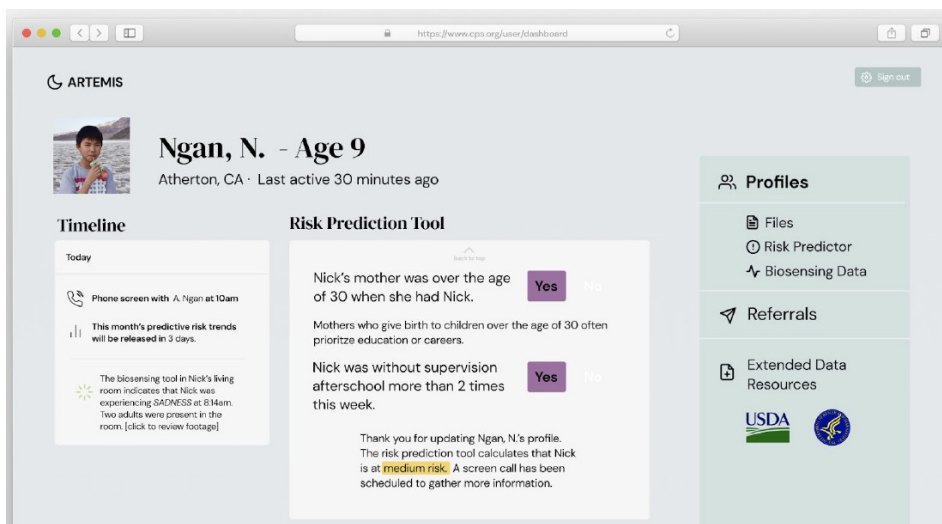 https://www.cps.org/user/dashboard
ARTEMIS
Sign out
Ngan, N. - Age 9
Atherton, CA · Last active 30 minutes ago
Timeline
Today
Phone screen with A. Ngan at 10am
This month's predictive risk trends
will be released in 3 days.
The biosensing tool in Nick's living
room indicates that Nick was
experiencing SADNESS at 8:14am.
Two adults were present in the
room. [click to review footage]
Risk Prediction Tool
Nick's mother was over the age
of 30 when she had Nick.
Yes
No
Mothers who give birth to children over the age of 30 often
prioritze education or careers.
Nick was without supervision
afterschool more than 2 times
this week.
Yes
No
Thank you for updating Ngan, N.'s profile.
The risk prediction tool calculates that Nick
is at medium risk. A screen call has been
scheduled to gather more information.
Profiles
Files
Risk Predictor
Biosensing Data
Referrals
Extended Data
Resources
USDA